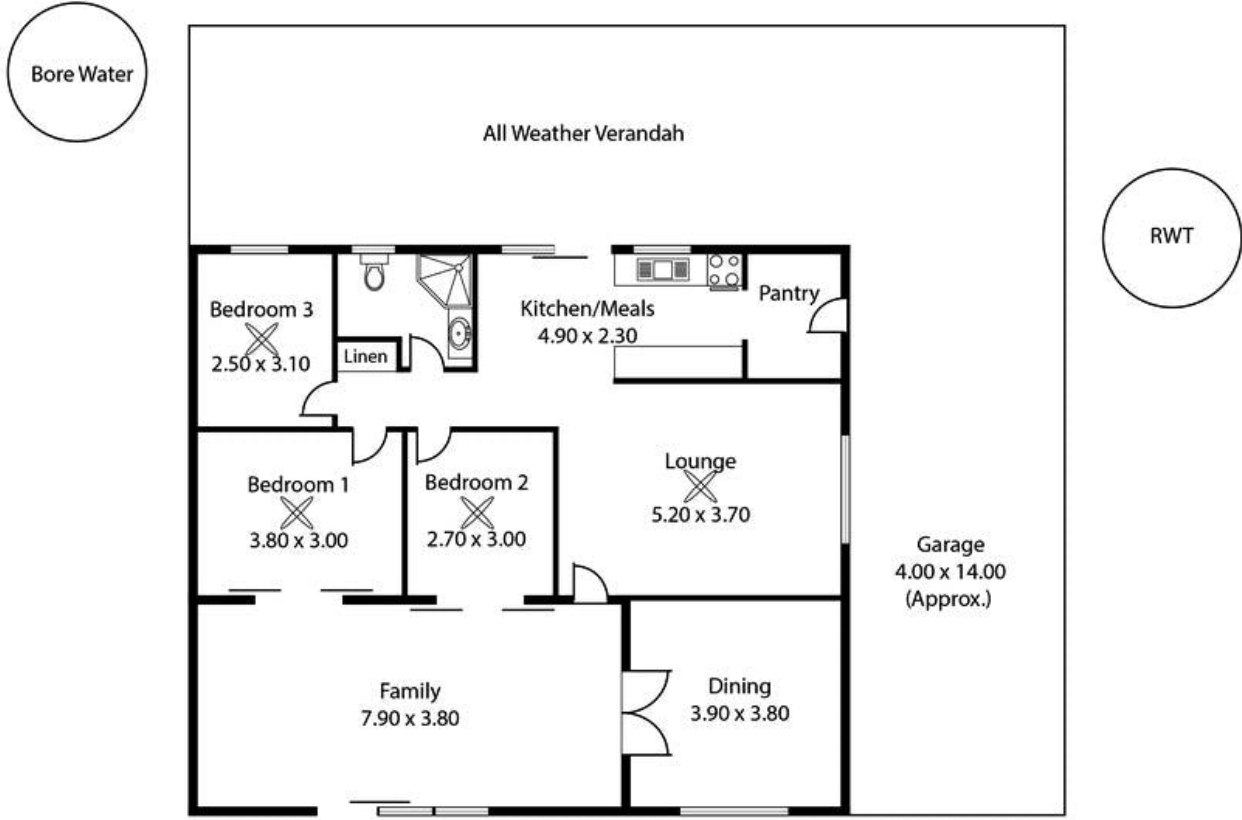 Bore Water
All Weather Verandah
RWT
Bedroom 3
2.50 x 3.10
Linen
Kitchen/Meals
4.90 x 2.30
Pantry
Bedroom 1
3.80 x 3.00
Bedroom 2
2.70 x 3.00
Lounge
5.20 x 3.70
Garage
4.00 x 14.00
(Approx.)
Family
7.90 x 3.80
Dining
3.90 x 3.80